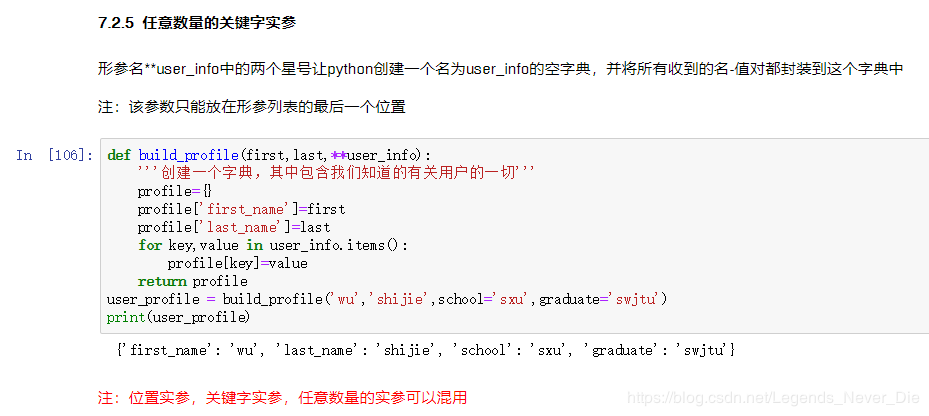 7.2.5 任意数量的关键字实参
形参名**user_info中的两个星号让python创建一个名为user_info的空字典，并将所有收到的名-值对都封装到这个字典中
注：该参数只能放在形参列表的最后一个位置
In [106]: def build_profile(first,last,**user_info):
    '''创建一个字典，其中包含我们知道的有关用户的一切'''
    profile={}
    profile['first_name']=first
    profile['last_name']=last
    for key,value in user_info.items():
        profile[key]=value
    return profile
user_profile = build_profile('wu','shijie',school='sxu',graduate='swjtu')
print(user_profile)
{'first_name': 'wu', 'last_name': 'shijie', 'school': 'sxu', 'graduate': 'swjtu'}
注：位置实参，关键字实参，任意数量的实参可以混用
https://blog.csdn.net/Legends_Never_Die